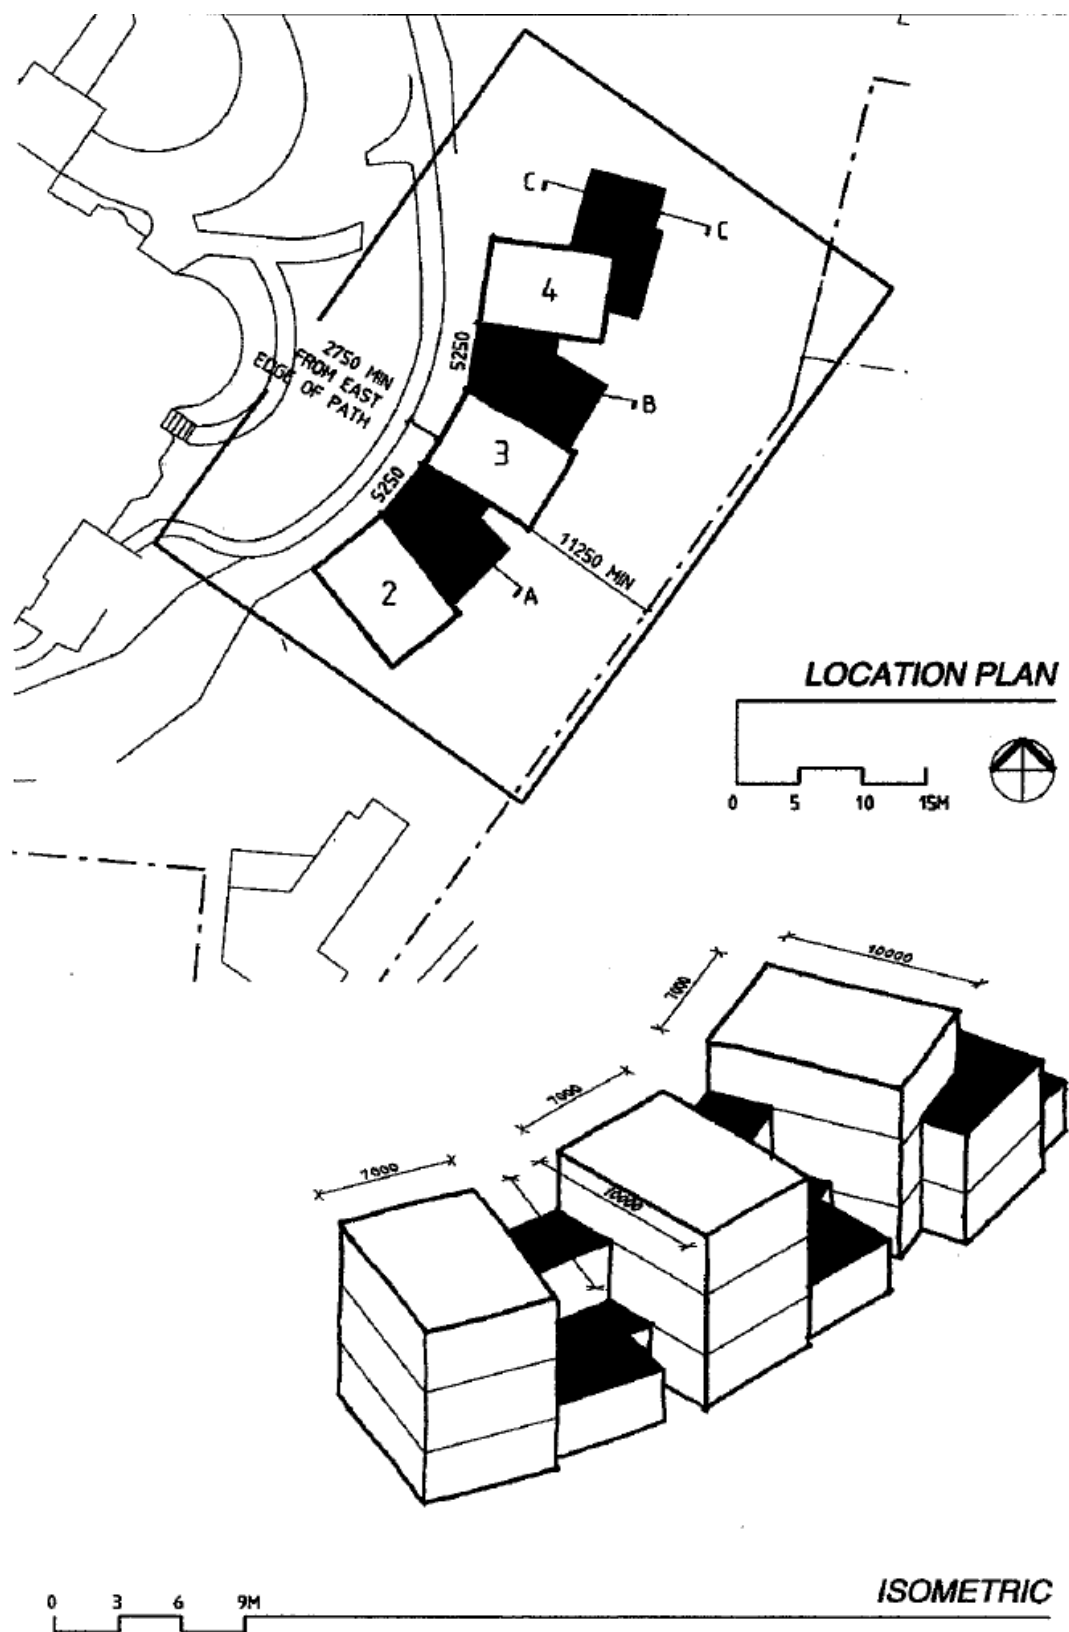 C
C
4
2750 MIN
FROM EAST
EDGE OF PATH
5250
B
3
5250
11250 MIN
A
2
LOCATION PLAN
0 5 10 15M
10000
7000
7000
7000
10000
ISOMETRIC
0 3 6 9M